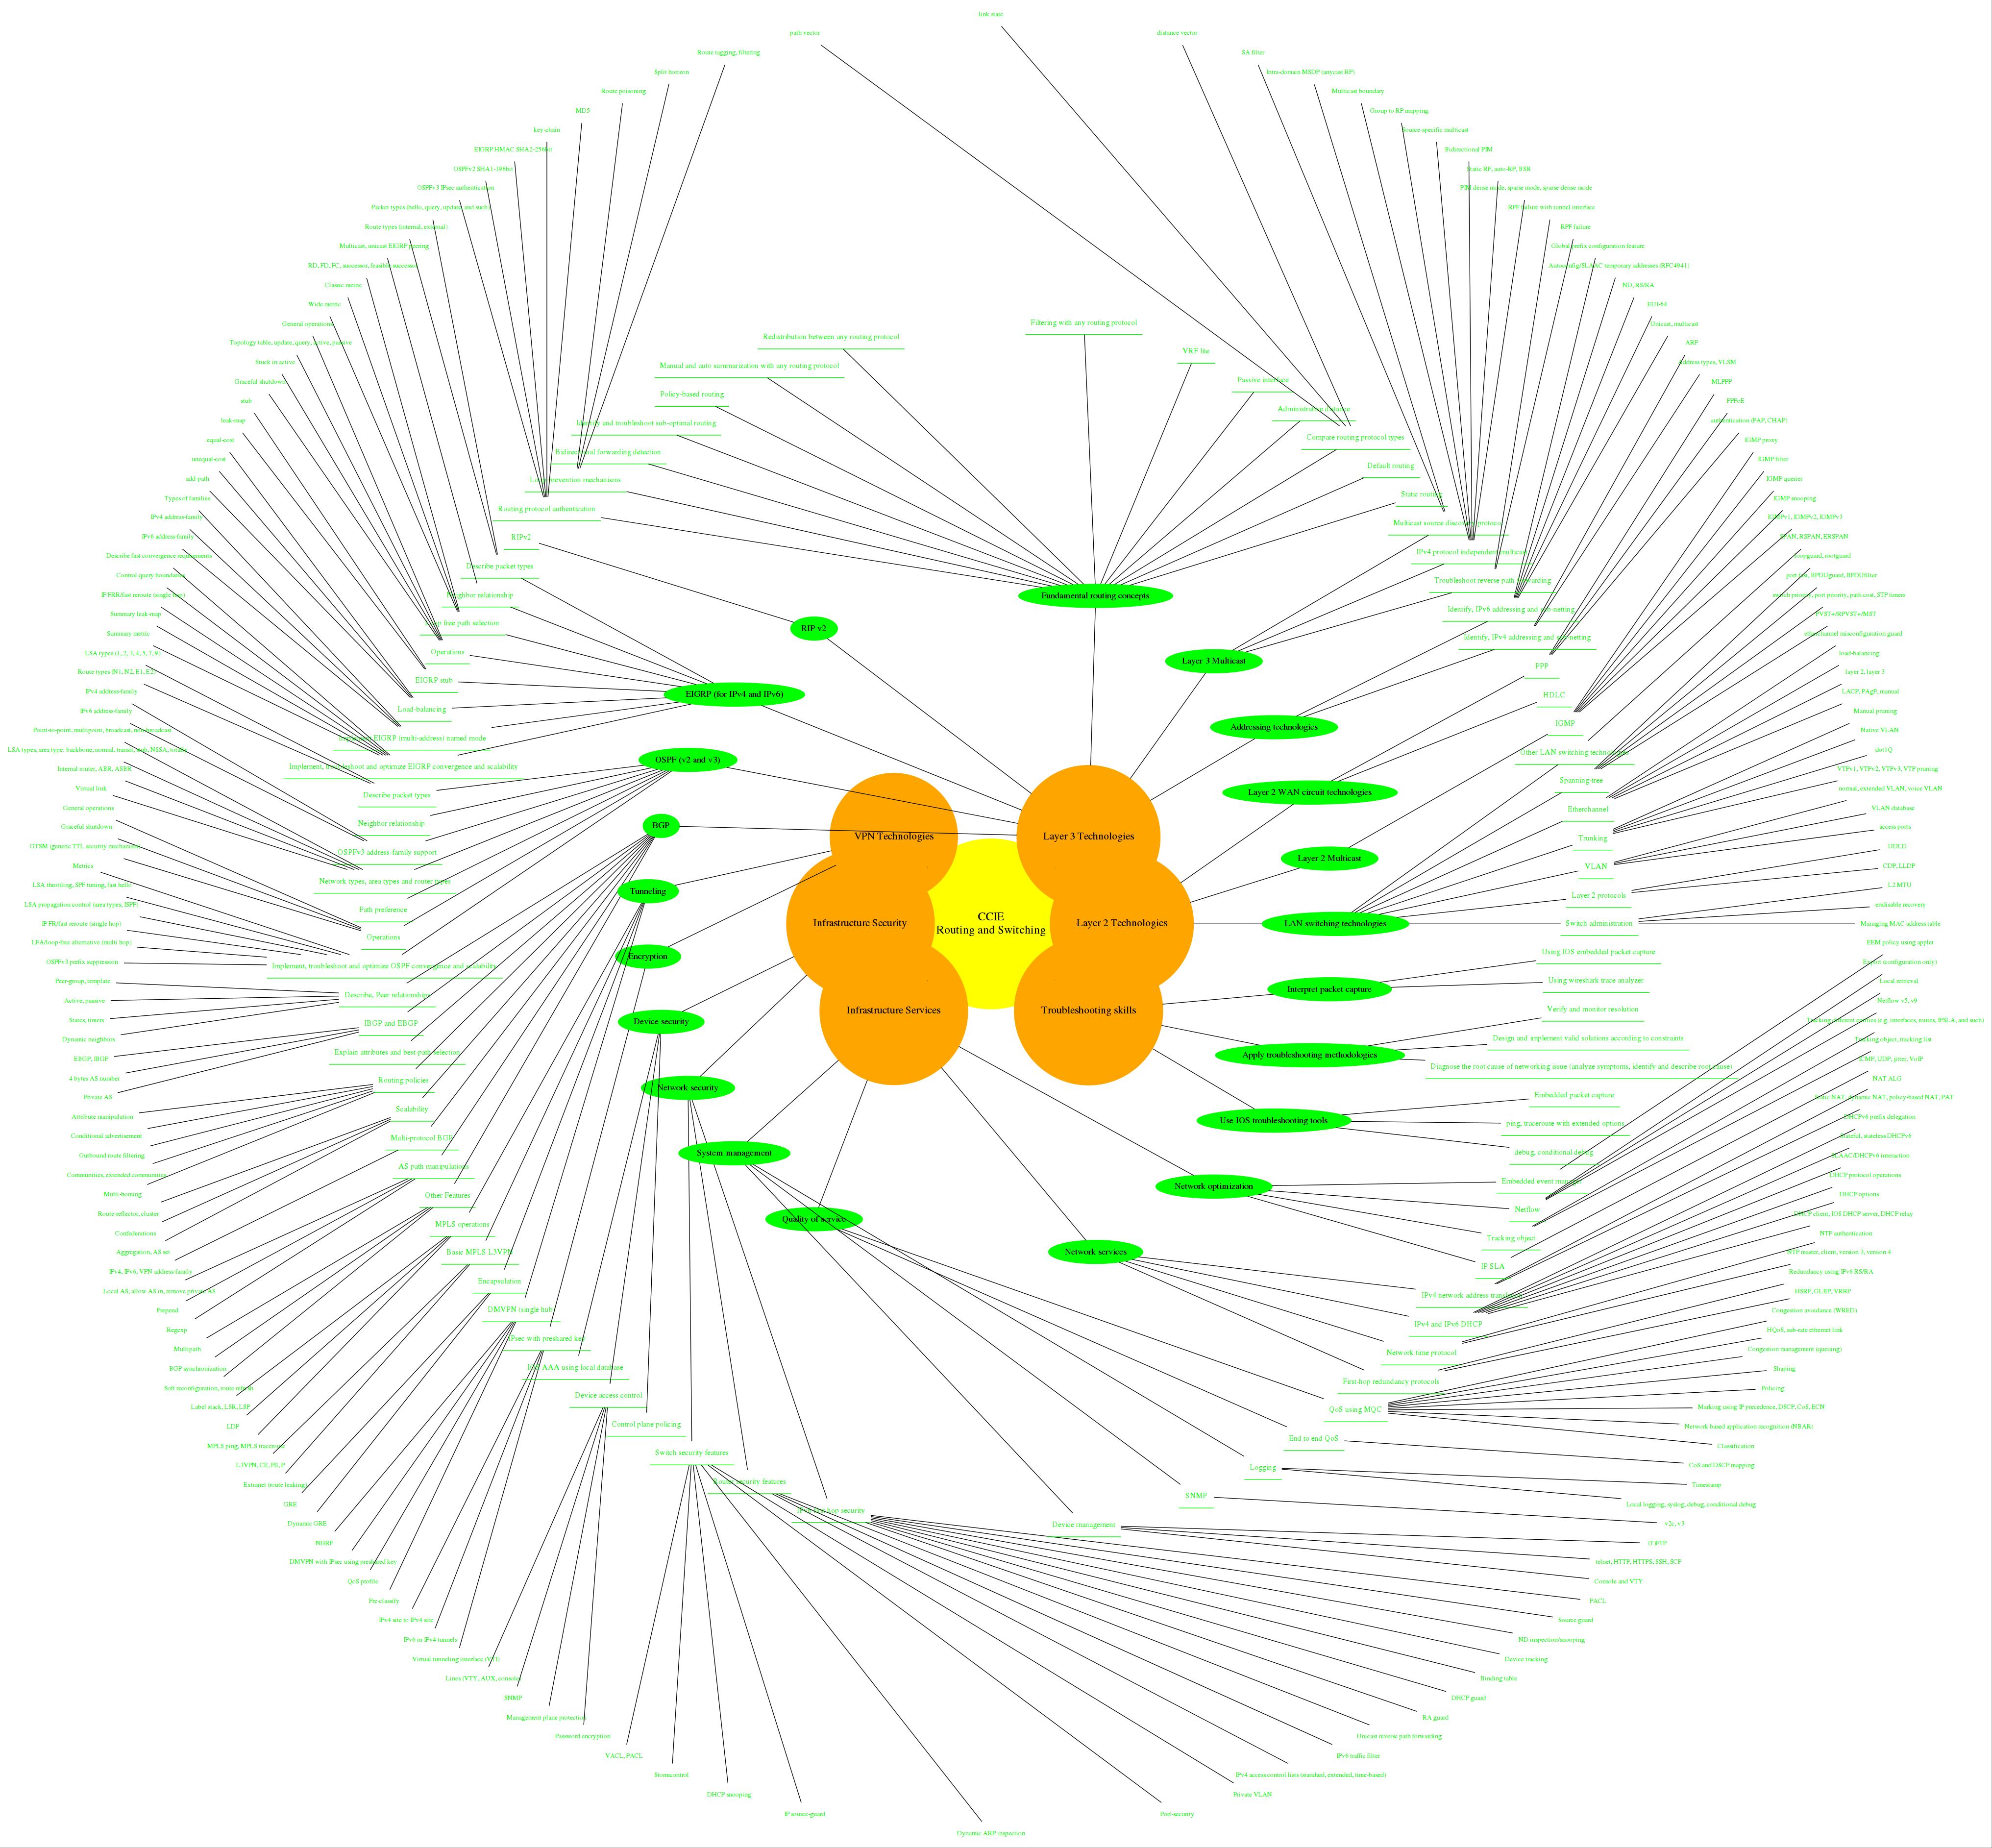 link state
path vector
distance vector
Route tagging, filtering
SA filter
Split horizon
Intra-domain MSDP (anycast RP)
Route poisoning
Multicast boundary
MD5
Group to RP mapping
key-chain
Source-specific multicast
EIGRP HMAC SHA2-256bit
Bidirectional PIM
OSPFv2 SHA1-196bit
Static RP, auto-RP, BSR
OSPFv3 IPsec authentication
PIM dense mode, sparse mode, sparse-dense mode
Packet types (hello, query, update and such)
RPF failure with tunnel interface
Route types (internal, external)
RPF failure
Multicast, unicast EIGRP peering
Global prefix configuration feature
RD, FD, FC, successor, feasible successor
Autoconfig/SLAAC temporary addresses (RFC4941)
Classic metric
ND, RS/RA
Wide metric
EUI-64
General operations
Unicast, multicast
Topology table, update, query, active, passive
ARP
Stuck in active
Address types, VLSM
Graceful shutdown
MLPPP
stub
PPPoE
leak-map
authentication (PAP, CHAP)
equal-cost
IGMP proxy
unequal-cost
IGMP filter
add-path
IGMP querier
Types of families
IGMP snooping
IPv4 address-family
IGMPv1, IGMPv2, IGMPv3
IPv6 address-family
SPAN, RSPAN, ERSPAN
Describe fast convergence requirements
Loopguard, rootguard
Control query boundaries
port fast, BPDUguard, BPDUfilter
IP FRR/fast reroute (single hop)
switch priority, port priority, path cost, STP timers
Summary leak-map
PVST+/RPVST+/MST
Summary metric
etherchannel misconfiguration guard
LSA types (1, 2, 3, 4, 5, 7, 9)
load-balancing
Route types (N1, N2, E1, E2)
layer 2, layer 3
IPv4 address-family
LACP, PAgP, manual
IPv6 address-family
Manual pruning
Point-to-point, multipoint, broadcast, non-broadcast
Native VLAN
LSA types, area type: backbone, normal, transit, stub, NSSA, totally
dot1Q
Internal router, ABR, ASBR
VTPv1, VTPv2, VTPv3, VTP pruning
Virtual link
normal, extended VLAN, voice VLAN
General operations
VLAN database
Graceful shutdown
access ports
GTSM (generic TTL security mechanism)
UDLD
Metrics
CDP, LLDP
LSA throttling, SPF tuning, fast hello
L2 MTU
LSA propagation control (area types, ISPF)
errdisable recovery
IP FR/fast reroute (single hop)
Managing MAC address table
LFA/loop-free alternative (multi hop)
EEM policy using applet
OSPFv3 prefix suppression
Export (configuration only)
Peer-group, template
Local retrieval
Active, passive
Netflow v5, v9
States, timers
Tracking different entities (e.g. interfaces, routes, IPSLA, and such)
Dynamic neighbors
Tracking object, tracking list
EBGP, IBGP
ICMP, UDP, jitter, VoIP
4 bytes AS number
NAT ALG
Private AS
Static NAT, dynamic NAT, policy-based NAT, PAT
Attribute manipulation
DHCPv6 prefix delegation
Conditional advertisement
Stateful, stateless DHCPv6
Outbound route filtering
SLAAC/DHCPv6 interaction
Communities, extended communities
DHCP protocol operations
Multi-homing
DHCP options
Route-reflector, cluster
DHCP client, IOS DHCP server, DHCP relay
Confederations
NTP authentication
Aggregation, AS set
NTP master, client, version 3, version 4
IPv4, IPv6, VPN address-family
Redundancy using IPv6 RS/RA
Local AS, allow AS in, remove private AS
HSRP, GLBP, VRRP
Prepend
Congestion avoidance (WRED)
Regexp
HQoS, sub-rate ethernet link
Multipath
Congestion management (queuing)
BGP synchronization
Shaping
Soft reconfiguration, route refresh
Policing
Label stack, LSR, LSP
Marking using IP precedence, DSCP, CoS, ECN
LDP
Network based application recognition (NBAR)
MPLS ping, MPLS traceroute
Classification
L3VPN, CE, PE, P
CoS and DSCP mapping
Extranet (route leaking)
Timestamp
GRE
Local logging, syslog, debug, conditional debug
Dynamic GRE
v2c, v3
NHRP
(T)FTP
DMVPN with IPsec using preshared key
telnet, HTTP, HTTPS, SSH, SCP
QoS profile
Console and VTY
Pre-classify
PACL
IPv4 site to IPv4 site
Source guard
IPv6 in IPv4 tunnels
ND inspection/snooping
Virtual tunneling interface (VTI)
Device tracking
Lines (VTY, AUX, console)
Binding table
SNMP
DHCP guard
Management plane protection
RA guard
Password encryption
Unicast reverse path forwarding
VACL, PACL
IPv6 traffic filter
Stormcontrol
IPv4 access control lists (standard, extended, time-based)
DHCP snooping
Private VLAN
IP source-guard
Port-security
Dynamic ARP inspection
Filtering with any routing protocol
Redistribution between any routing protocol
VRF lite
Manual and auto summarization with any routing protocol
Passive interface
Policy-based routing
Administrative distance
Identify and troubleshoot sub-optimal routing
Compare routing protocol types
Bidirectional forwarding detection
Default routing
Loop prevention mechanisms
Static routing
Routing protocol authentication
Multicast source discovery protocol
RIPv2
IPv4 protocol independent multicast
Describe packet types
Troubleshoot reverse path forwarding
Neighbor relationship
Identify, IPv6 addressing and sub-netting
Loop free path selection
Identify, IPv4 addressing and sub-netting
Operations
PPP
EIGRP stub
HDLC
Load-balancing
IGMP
Implement EIGRP (multi-address) named mode
Other LAN switching technologies
Implement, troubleshoot and optimize EIGRP convergence and scalability
Spanning-tree
Describe packet types
Etherchannel
Neighbor relationship
Trunking
OSPFv3 address-family support
VLAN
Network types, area types and router types
Layer 2 protocols
Path preference
Switch administration
Operations
Using IOS embedded packet capture
Implement, troubleshoot and optimize OSPF convergence and scalability
Using wireshark trace analyzer
Describe, Peer relationships
Verify and monitor resolution
IBGP and EBGP
Design and implement valid solutions according to constraints
Explain attributes and best-path selection
Diagnose the root cause of networking issue (analyze symptoms, identify and describe root cause)
Routing policies
Embedded packet capture
Scalability
ping, traceroute with extended options
Multi-protocol BGP
debug, conditional debug
AS path manipulations
Embedded event manager
Other Features
Netflow
MPLS operations
Tracking object
Basic MPLS L3VPN
IP SLA
Encapsulation
IPv4 network address translation
DMVPN (single hub)
IPv4 and IPv6 DHCP
IPsec with preshared key
Network time protocol
IOS AAA using local database
First-hop redundancy protocols
Device access control
QoS using MQC
Control plane policing
End to end QoS
Switch security features
Logging
Router security features
SNMP
IPv6 first hop security
Device management
Fundamental routing concepts
RIP v2
Layer 3 Multicast
EIGRP (for IPv4 and IPv6)
Addressing technologies
OSPF (v2 and v3)
Layer 2 WAN circuit technologies
BGP
Layer 2 Multicast
Tunneling
LAN switching technologies
Encryption
Interpret packet capture
Device security
Apply troubleshooting methodologies
Network security
Use IOS troubleshooting tools
System management
Network optimization
Quality of service
Network services
VPN Technologies
Layer 3 Technologies
Infrastructure Security
CCIE
Routing and Switching
Layer 2 Technologies
Infrastructure Services
Troubleshooting skills